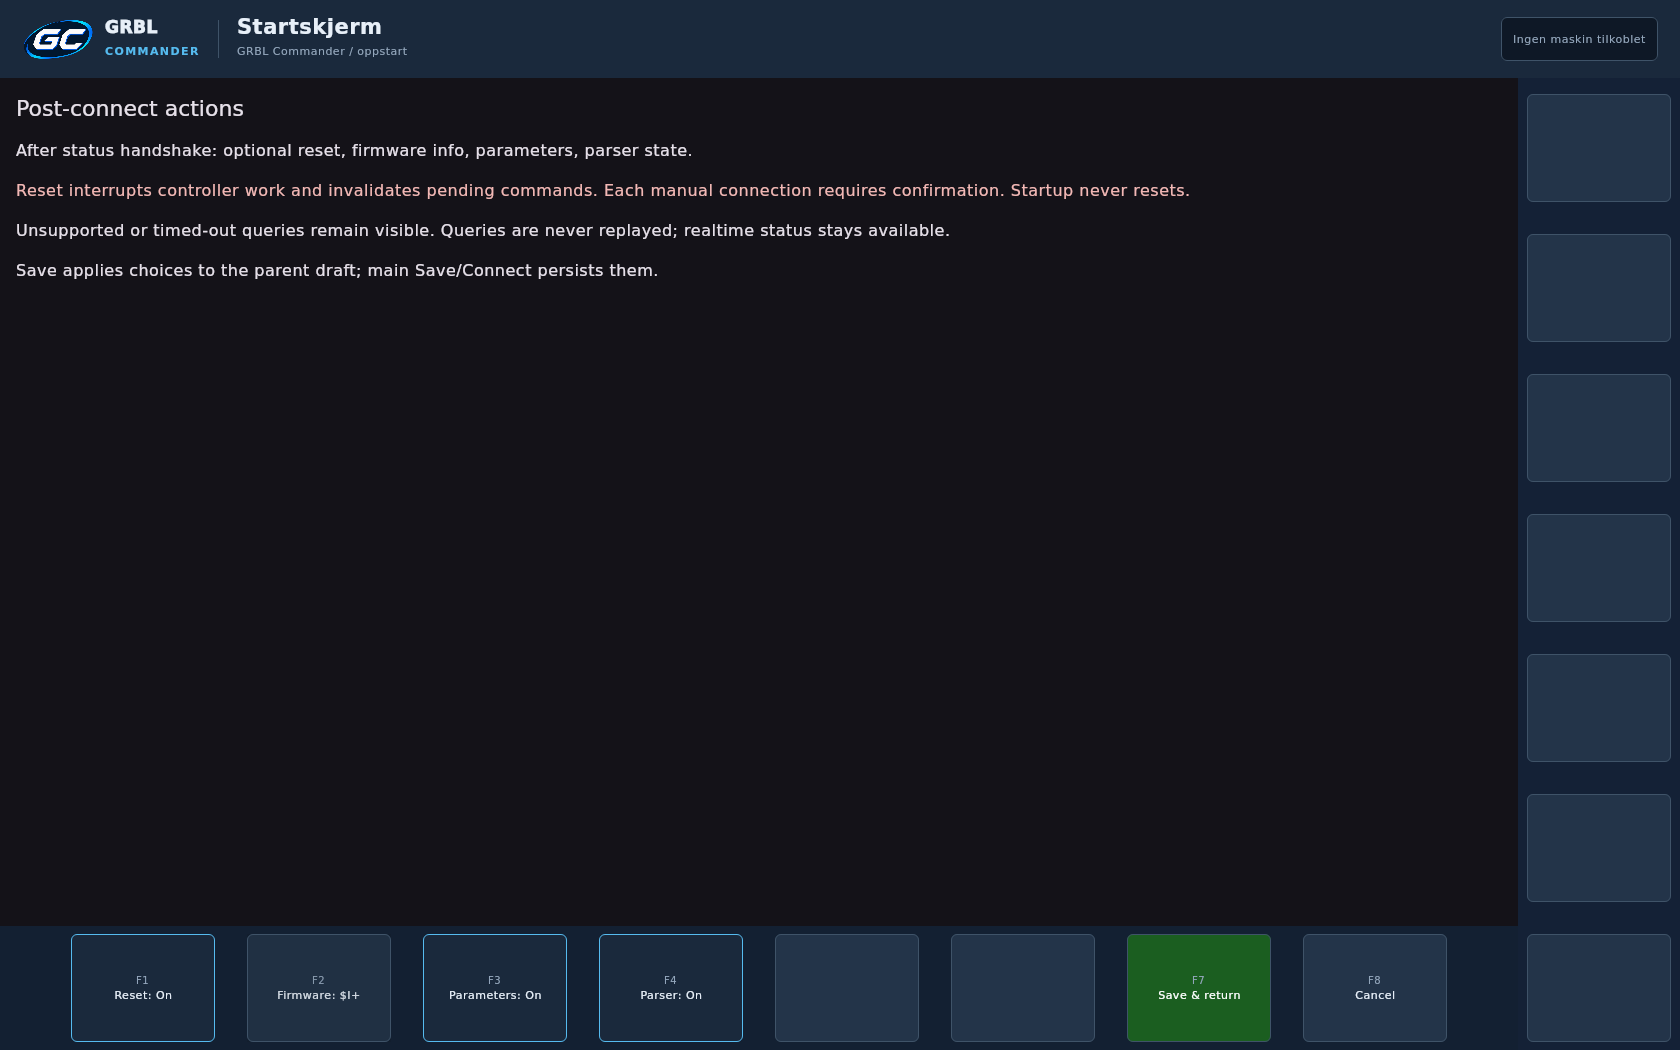 GC
GRBL
COMMANDER
Startskjerm
GRBL Commander / oppstart
Ingen maskin tilkoblet
Post-connect actions
After status handshake: optional reset, firmware info, parameters, parser state.
Reset interrupts controller work and invalidates pending commands. Each manual connection requires confirmation. Startup never resets.
Unsupported or timed-out queries remain visible. Queries are never replayed; realtime status stays available.
Save applies choices to the parent draft; main Save/Connect persists them.
F1
Reset: On
F2
Firmware: $I+
F3
Parameters: On
F4
Parser: On
F7
Save & return
F8
Cancel